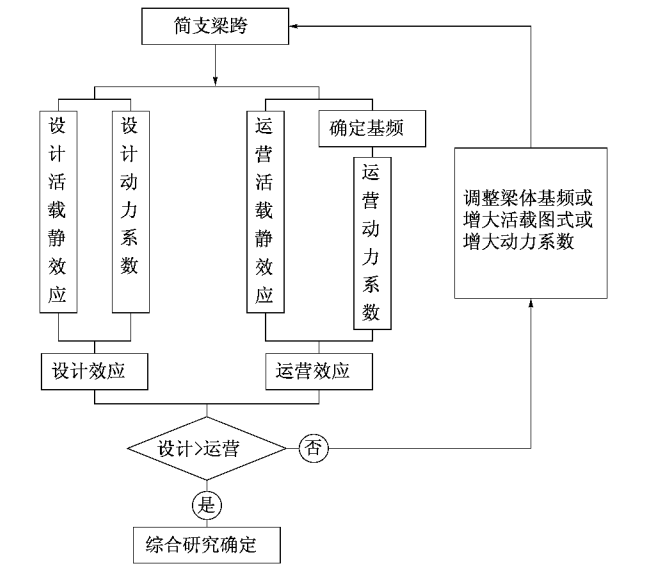 简支梁跨
设计活载静效应
设计动力系数
运营活载静效应
确定基频
运营动力系数
调整梁体基频或
增大活载图式或
增大动力系数
设计效应
运营效应
设计>运营
否
是
综合研究确定